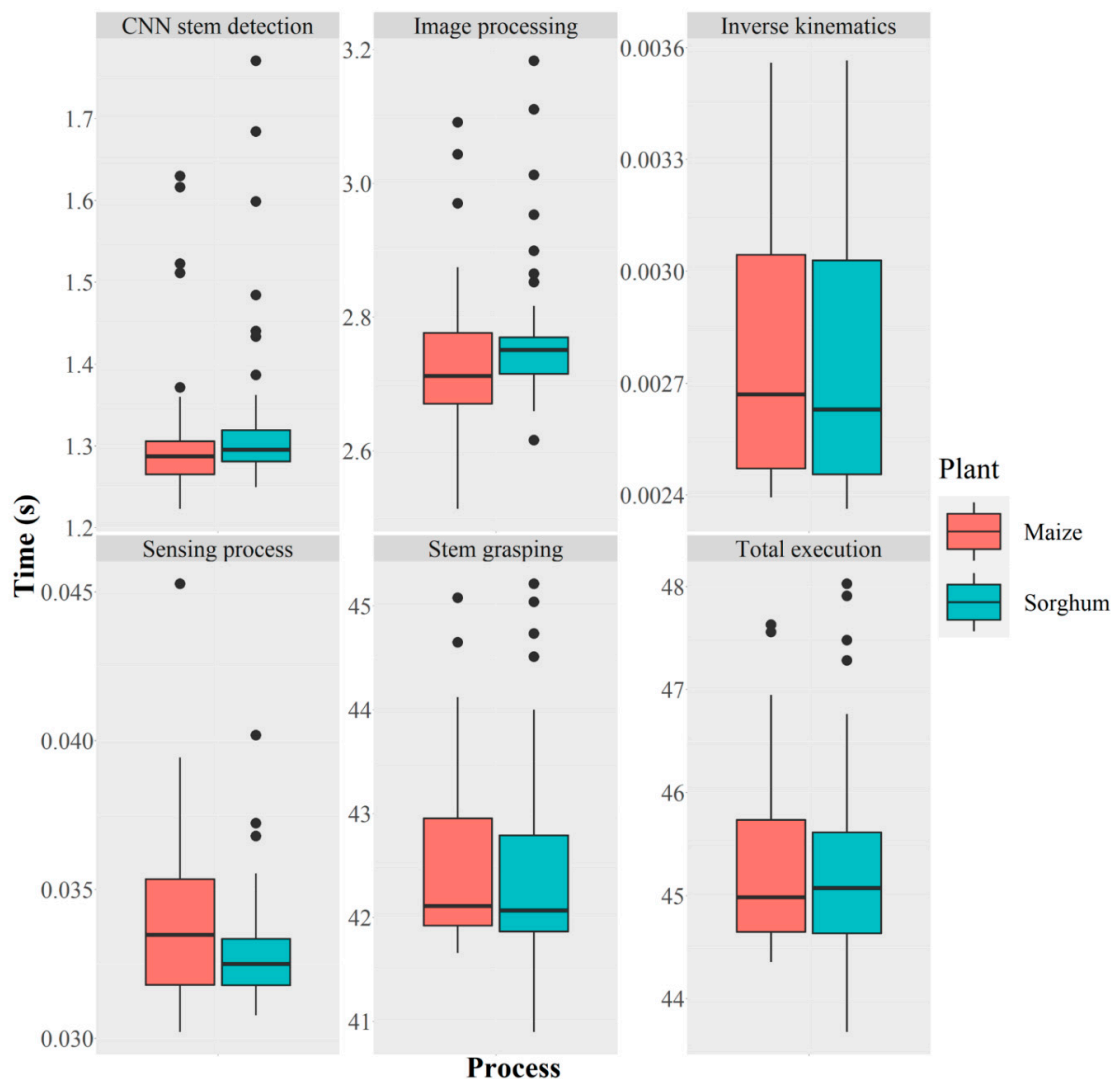 CNN stem detection
Image processing
Inverse kinematics
1.7
1.6
1.5
1.4
1.3
1.2
3.2
3.0
2.8
2.6
0.0036
0.0033
0.0030
0.0027
0.0024
Time (s)
Sensing process
Stem grasping
Total execution
0.045
0.040
0.035
0.030
45
44
43
42
41
48
47
46
45
44
Process
Plant
Maize
Sorghum